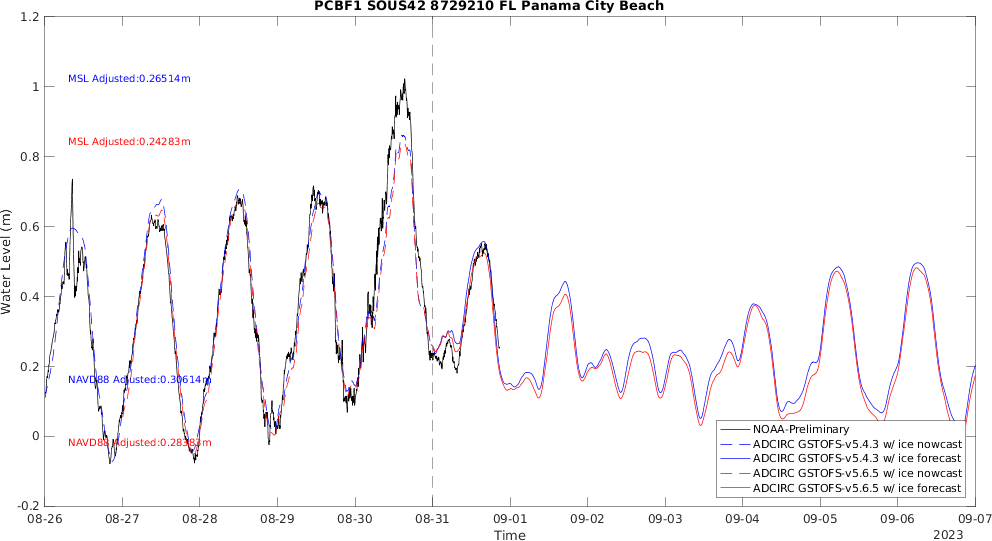 PCBF1 SOUS42 8729210 FL Panama City Beach
1.2
1
0.8
0.6
0.4
0.2
0
-0.2
Water Level (m)
MSL Adjusted:0.26514m
MSL Adjusted:0.24283m
NAVD88 Adjusted:0.30614m
NAVD88 Adjusted:0.28383m
NOAA-Preliminary
ADCIRC GSTOFS-v5.4.3 w/ ice nowcast
ADCIRC GSTOFS-v5.4.3 w/ ice forecast
ADCIRC GSTOFS-v5.6.5 w/ ice nowcast
ADCIRC GSTOFS-v5.6.5 w/ ice forecast
08-26 08-27 08-28 08-29 08-30 08-31 09-01 09-02 09-03 09-04 09-05 09-06 09-07
Time
2023